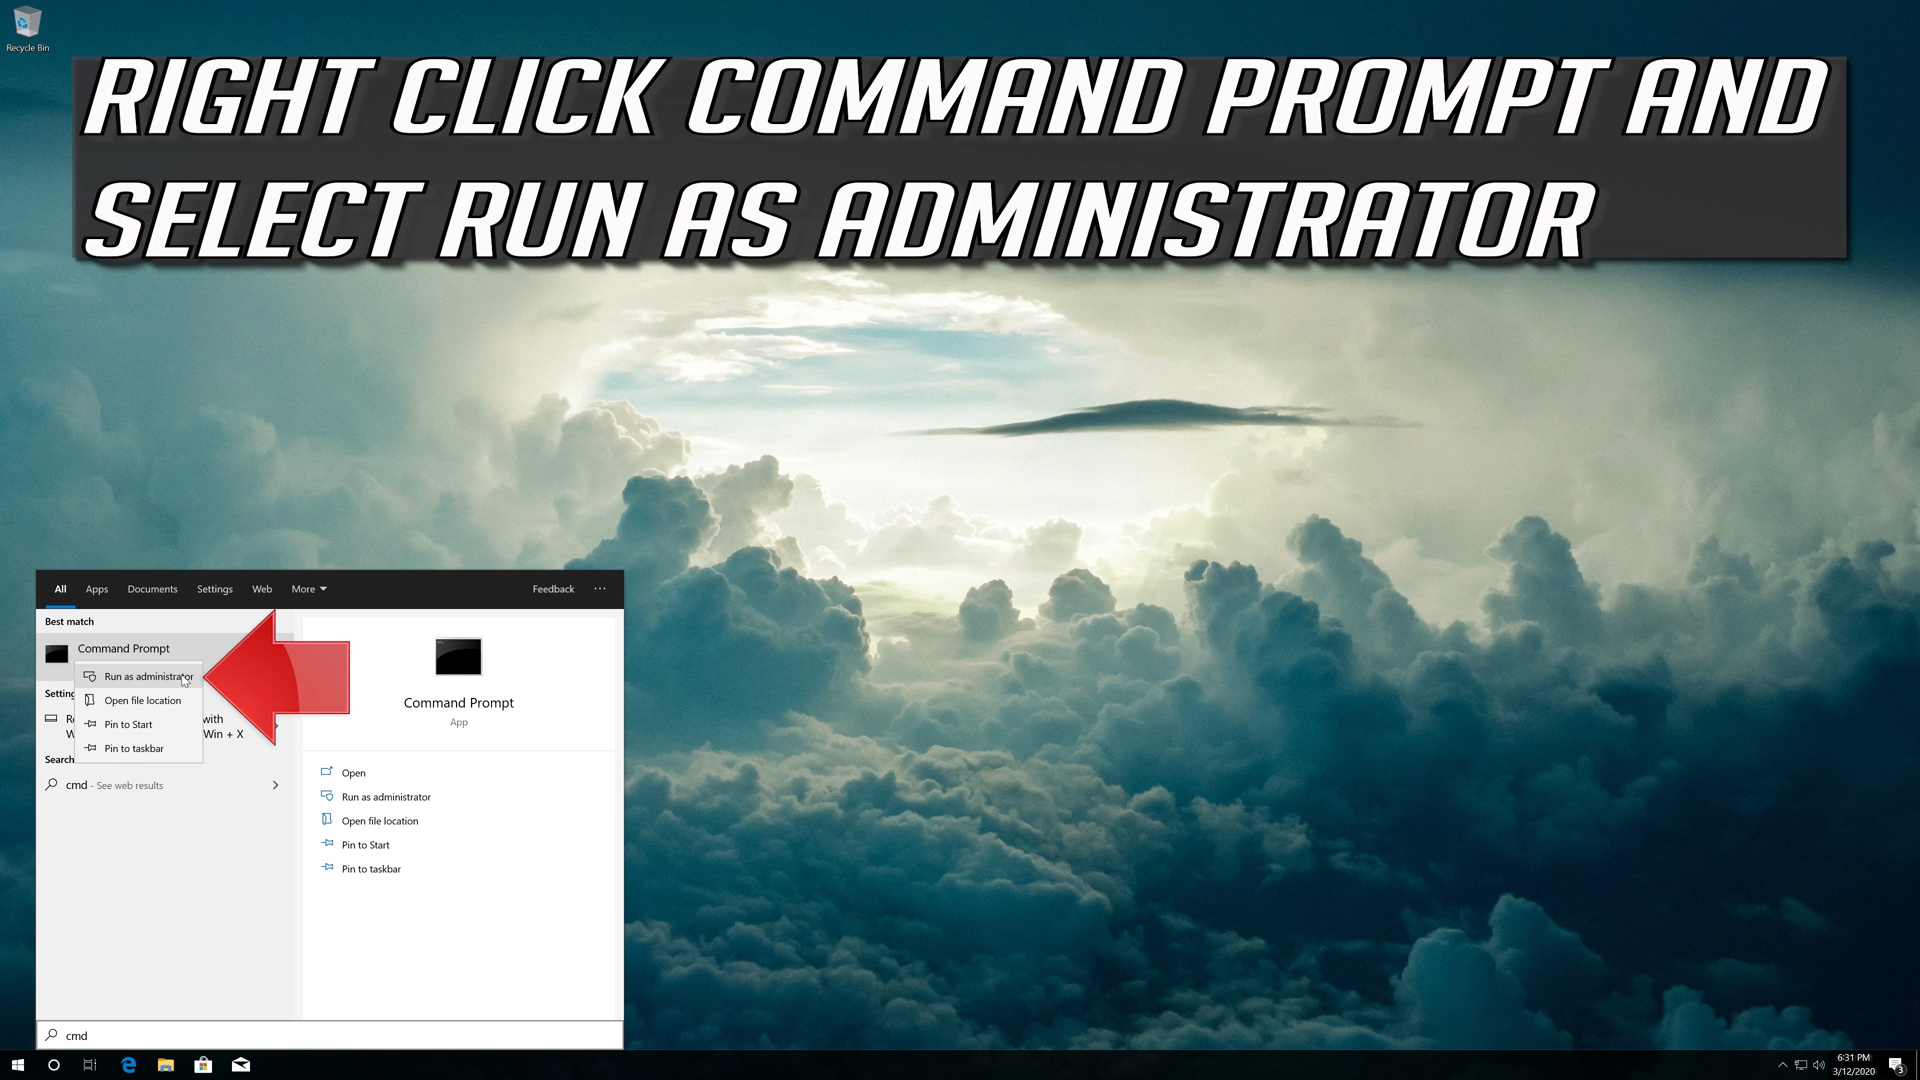 Recycle Bin
RIGHT CLICK COMMAND PROMPT AND
SELECT RUN AS ADMINISTRATOR
All Apps Documents Settings Web More Feedback ...
Best match
Command Prompt
Run as administrator
Open file location
Pin to Start
Pin to taskbar
with
Win + X
Search
cmd - See web results
Command Prompt
App
Open
Run as administrator
Open file location
Pin to Start
Pin to taskbar
cmd
6:31 PM
3/12/2020
3